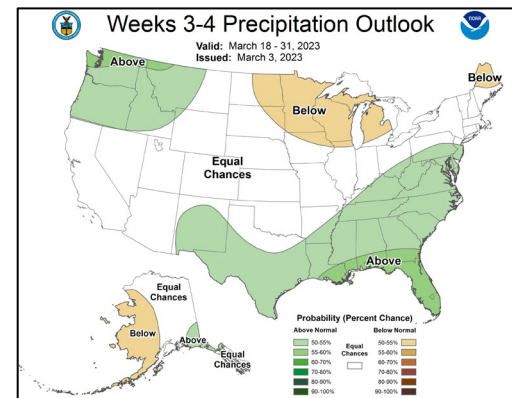 Weeks 3-4 Precipitation Outlook
Valid: March 18 - 31, 2023
Issued: March 3, 2023
NOAA
Above
Below
Below
Equal
Chances
Above
Equal
Chances
Below
Above
Equal
Chances
Probability (Percent Chance)
Above Normal
Equal
Chances
Below Normal
50-55%
55-60%
60-70%
70-80%
80-90%
90-100%
50-55%
55-60%
60-70%
70-80%
80-90%
90-100%